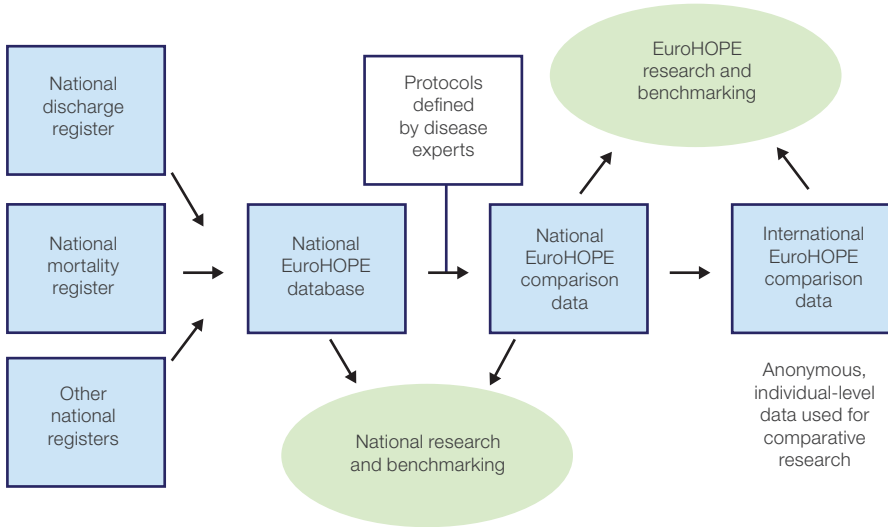 National
discharge
register
National
mortality
register
Other
national
registers
National
EuroHOPE
database
Protocols
defined
by disease
experts
National
EuroHOPE
comparison
data
EuroHOPE
research and
benchmarking
International
EuroHOPE
comparison
data
Anonymous,
individual-level
data used for
comparative
research
National research
and benchmarking